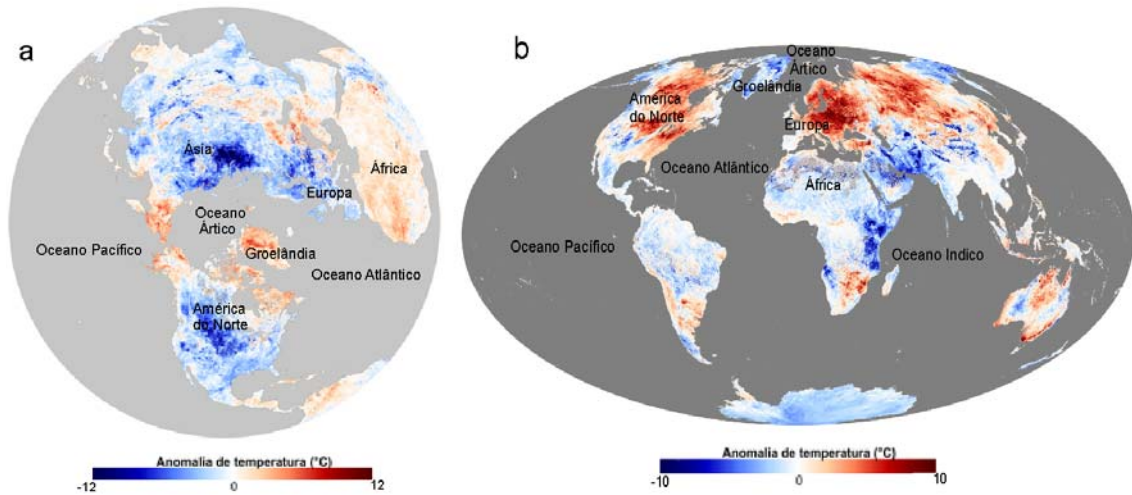 a
Ásia
África
Europa
Oceano
Ártico
Oceano Pacífico
Groelândia
Oceano Atlântico
América
do Norte
Anomalia de temperatura (°C)
-12
0
12
b
Oceano
Ártico
Groelândia
América
do Norte
Europa
Oceano Atlântico
África
Oceano Pacífico
Oceano Indico
Anomalia de temperatura (°C)
-10
0
10